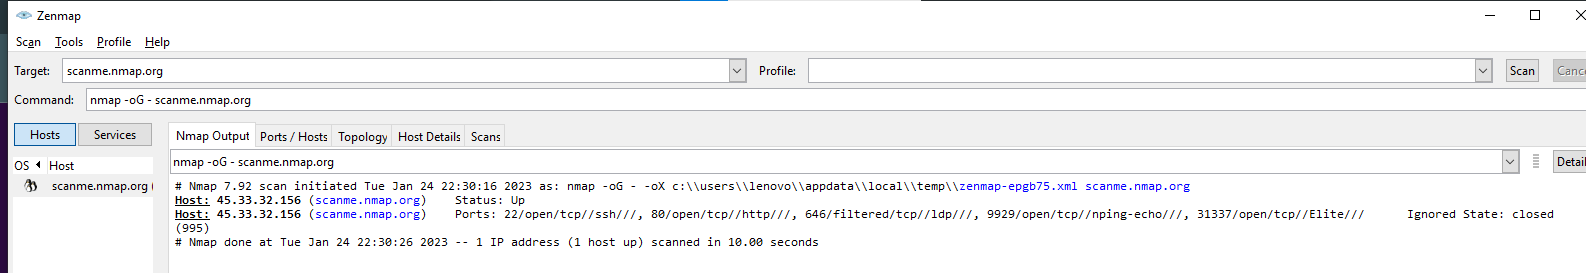 Zenmap
Scan Tools Profile Help
Target: scanme.nmap.org Profile: Scan Cance
Command: nmap -oG - scanme.nmap.org
Hosts Services Nmap Output Ports / Hosts Topology Host Details Scans
nmap -oG - scanme.nmap.org Detail
OS Host
scanme.nmap.org (
# Nmap 7.92 scan initiated Tue Jan 24 22:30:16 2023 as: nmap -oG - -oX c:\\users\\lenovo\\appdata\\local\\temp\\zenmap-epgb75.xml scanme.nmap.org
Host: 45.33.32.156 (scanme.nmap.org) Status: Up
Host: 45.33.32.156 (scanme.nmap.org) Ports: 22/open/tcp//ssh///, 80/open/tcp//http///, 646/filtered/tcp//ldp///, 9929/open/tcp//nping-echo///, 31337/open/tcp//Elite/// Ignored State: closed
(995)
# Nmap done at Tue Jan 24 22:30:26 2023 -- 1 IP address (1 host up) scanned in 10.00 seconds